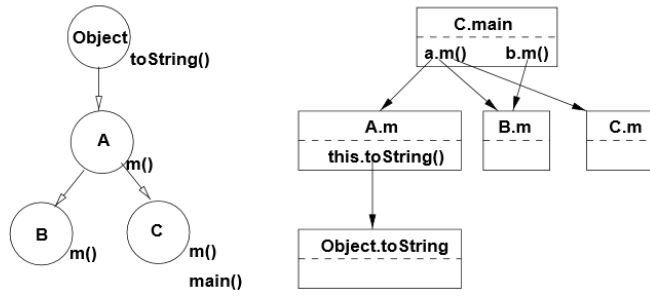 Object
toString()
A
m()
B
m()
C
m()
main()
C.main
a.m() b.m()
A.m
this.toString()
B.m
C.m
Object.toString